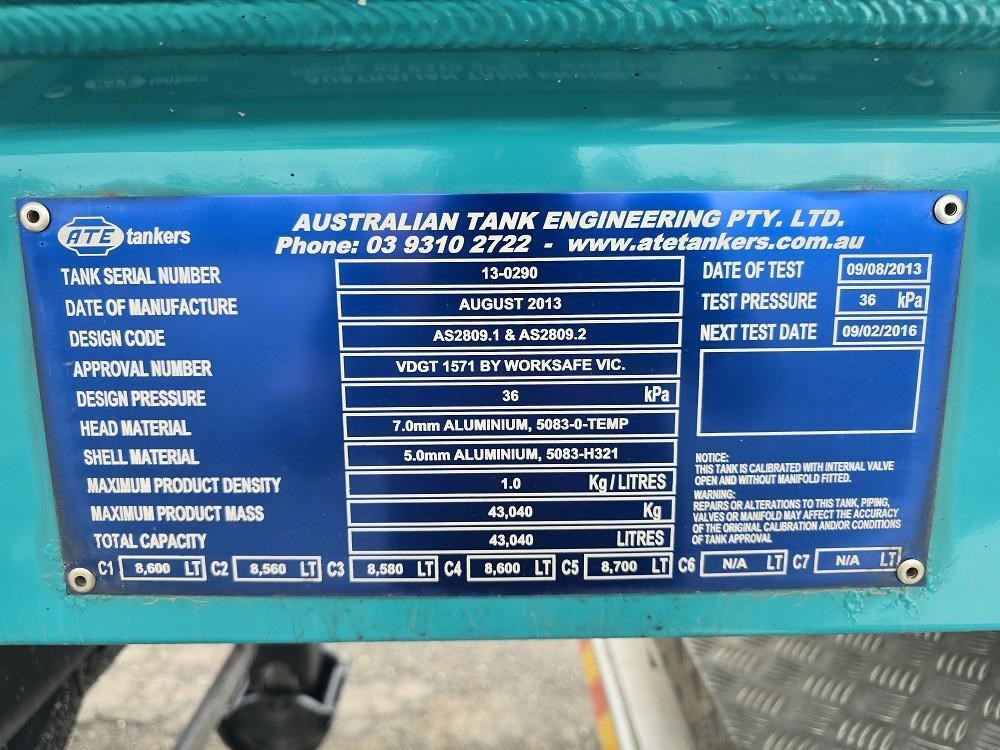 ATE tankers
AUSTRALIAN TANK ENGINEERING PTY. LTD.
Phone: 03 9310 2722 - www.atetankers.com.au
TANK SERIAL NUMBER 13-0290
DATE OF MANUFACTURE AUGUST 2013
DESIGN CODE AS2809.1 & AS2809.2
APPROVAL NUMBER VDGT 1571 BY WORKSAFE VIC.
DESIGN PRESSURE 36 kPa
HEAD MATERIAL 7.0mm ALUMINIUM, 5083-0-TEMP
SHELL MATERIAL 5.0mm ALUMINIUM, 5083-H321
MAXIMUM PRODUCT DENSITY 1.0 Kg / LITRES
MAXIMUM PRODUCT MASS 43,040 Kg
TOTAL CAPACITY 43,040 LITRES
DATE OF TEST 09/08/2013
TEST PRESSURE 36 kPa
NEXT TEST DATE 09/02/2016
NOTICE:
THIS TANK IS CALIBRATED WITH INTERNAL VALVE
OPEN AND WITHOUT MANIFOLD FITTED.
WARNING:
REPAIRS OR ALTERATIONS TO THIS TANK, PIPING,
VALVES OR MANIFOLD MAY AFFECT THE ACCURACY
OF THE ORIGINAL CALIBRATION AND/OR CONDITIONS
OF TANK APPROVAL
C1 8,600 LT C2 8,560 LT C3 8,580 LT C4 8,600 LT C5 8,700 LT C6 N/A LT C7 N/A LT